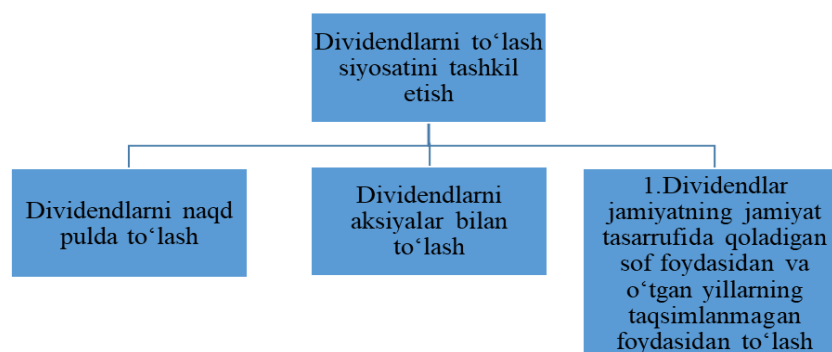 Dividendlarni to‘lash
siyosatini tashkil
etish
Dividendlarni naqd
pulda to‘lash
Dividendlarni
aksiyalar bilan
to‘lash
1.Dividendlar
jamiyatning jamiyat
tasarrufida qoladigan
sof foydasidan va
o‘tgan yillarning
taqsimlanmagan
foydasidan to‘lash